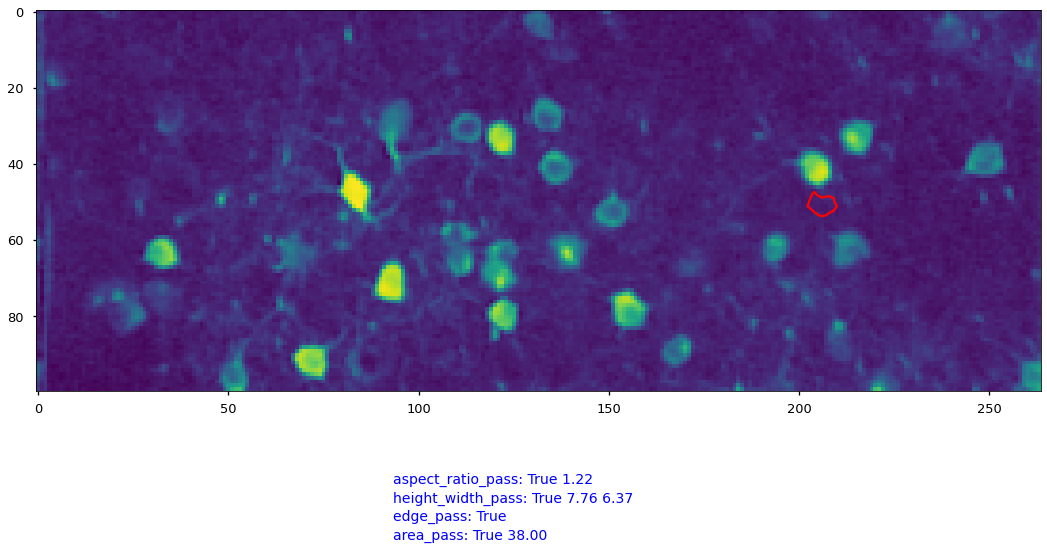 0
20
40
60
80
0 50 100 150 200 250
aspect_ratio_pass: True 1.22
height_width_pass: True 7.76 6.37
edge_pass: True
area_pass: True 38.00